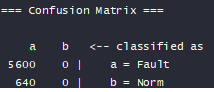 === Confusion Matrix ===
a b <-- classified as
5600 0 | a = Fault
640 0 | b = Norm